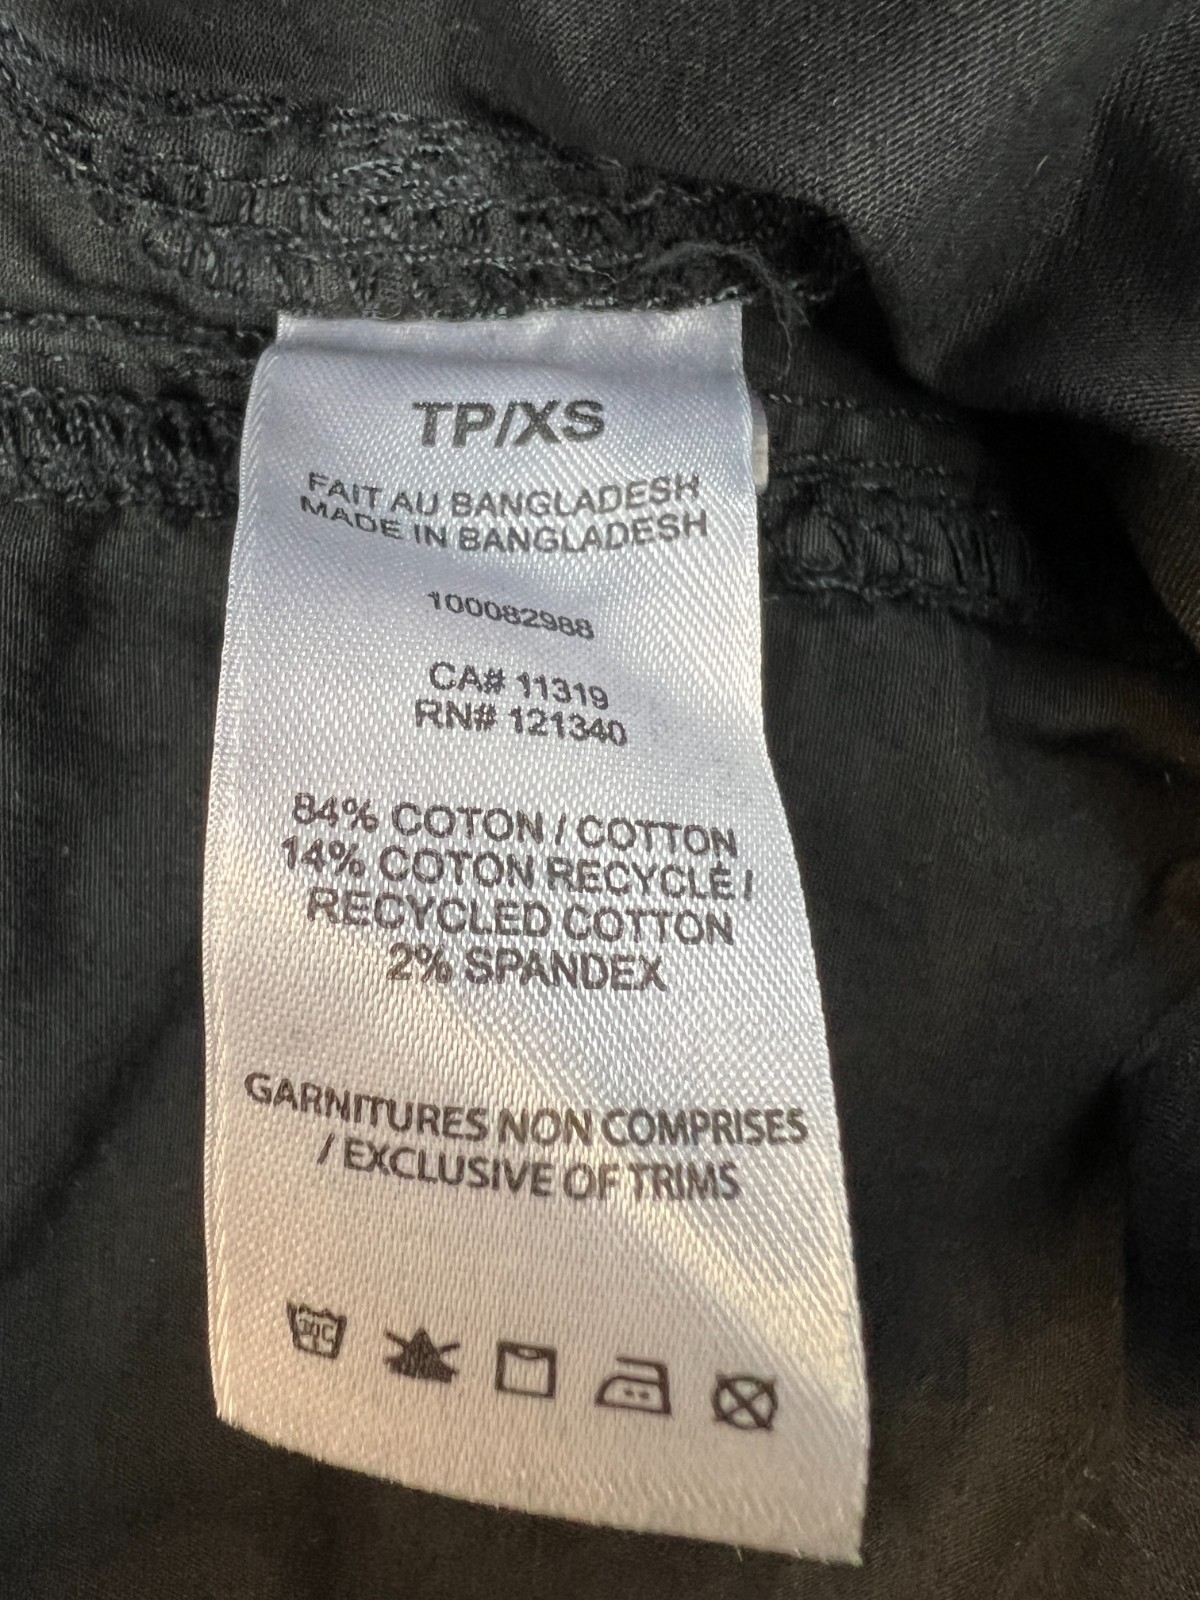 TP/XS
FAIT AU BANGLADESH
MADE IN BANGLADESH
100082988
CA# 11319
RN# 121340
84% COTON / COTTON
14% COTON RECYCLÉ /
RECYCLED COTTON
2% SPANDEX
GARNITURES NON COMPRISES
/ EXCLUSIVE OF TRIMS
30C